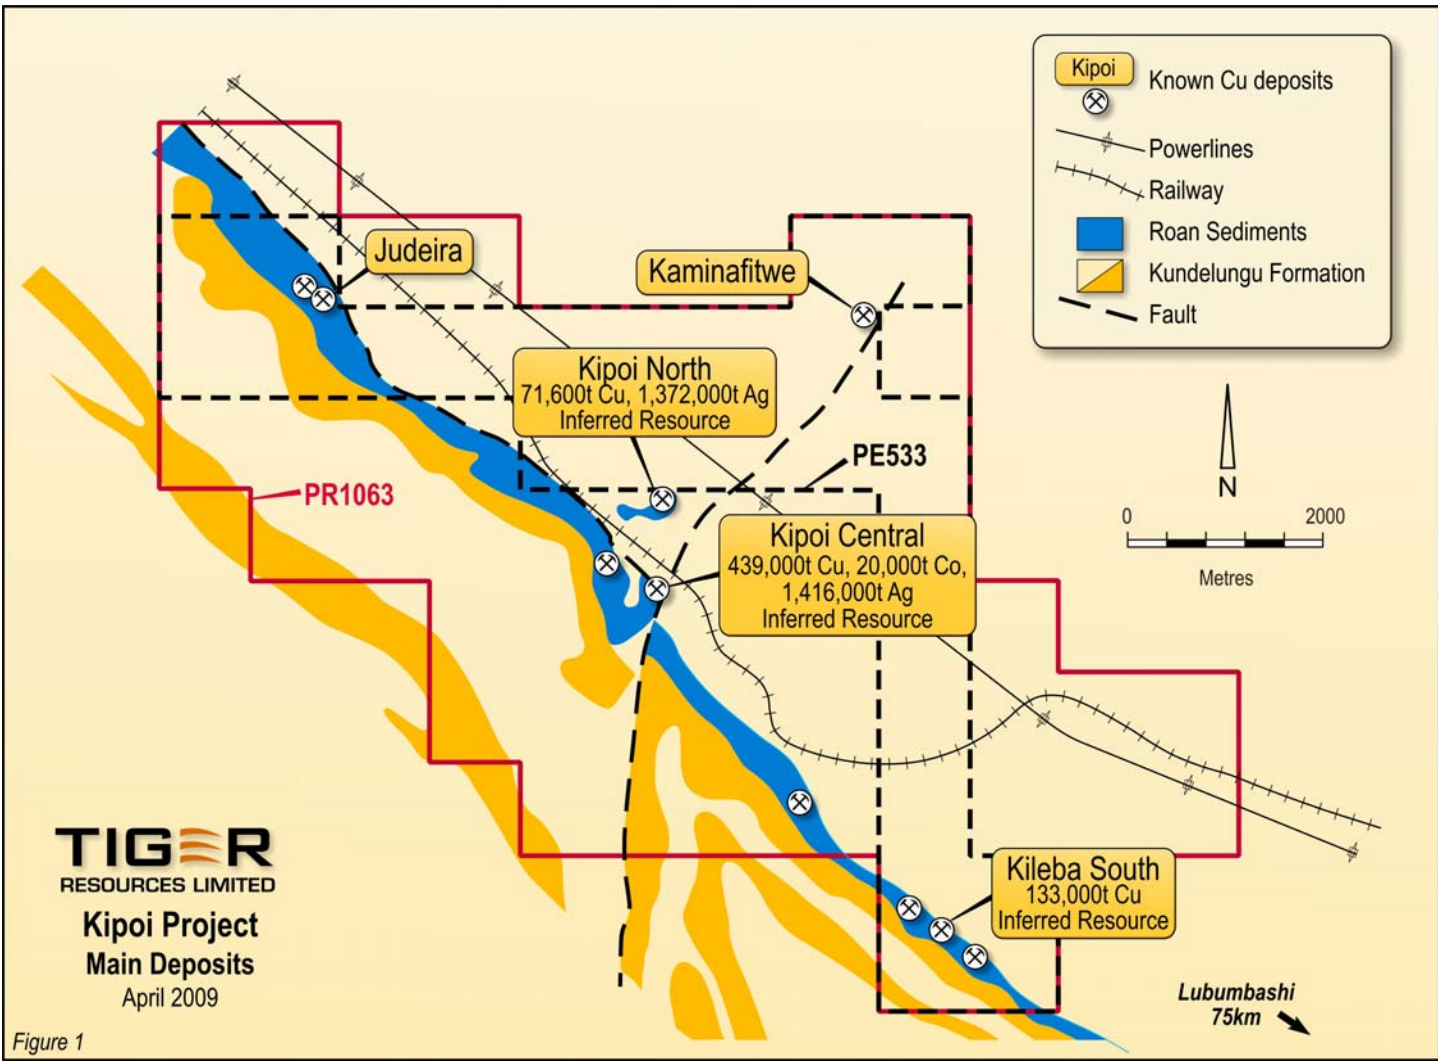 Kipoi
Known Cu deposits
Powerlines
Railway
Roan Sediments
Kundelungu Formation
Fault
Judeira
Kaminafitwe
Kipoi North
71,600t Cu, 1,372,000t Ag
Inferred Resource
PE533
PR1063
N
0 2000
Metres
Kipoi Central
439,000t Cu, 20,000t Co,
1,416,000t Ag
Inferred Resource
TIGER
RESOURCES LIMITED
Kipoi Project
Main Deposits
April 2009
Kileba South
133,000t Cu
Inferred Resource
Lubumbashi
75km
Figure 1